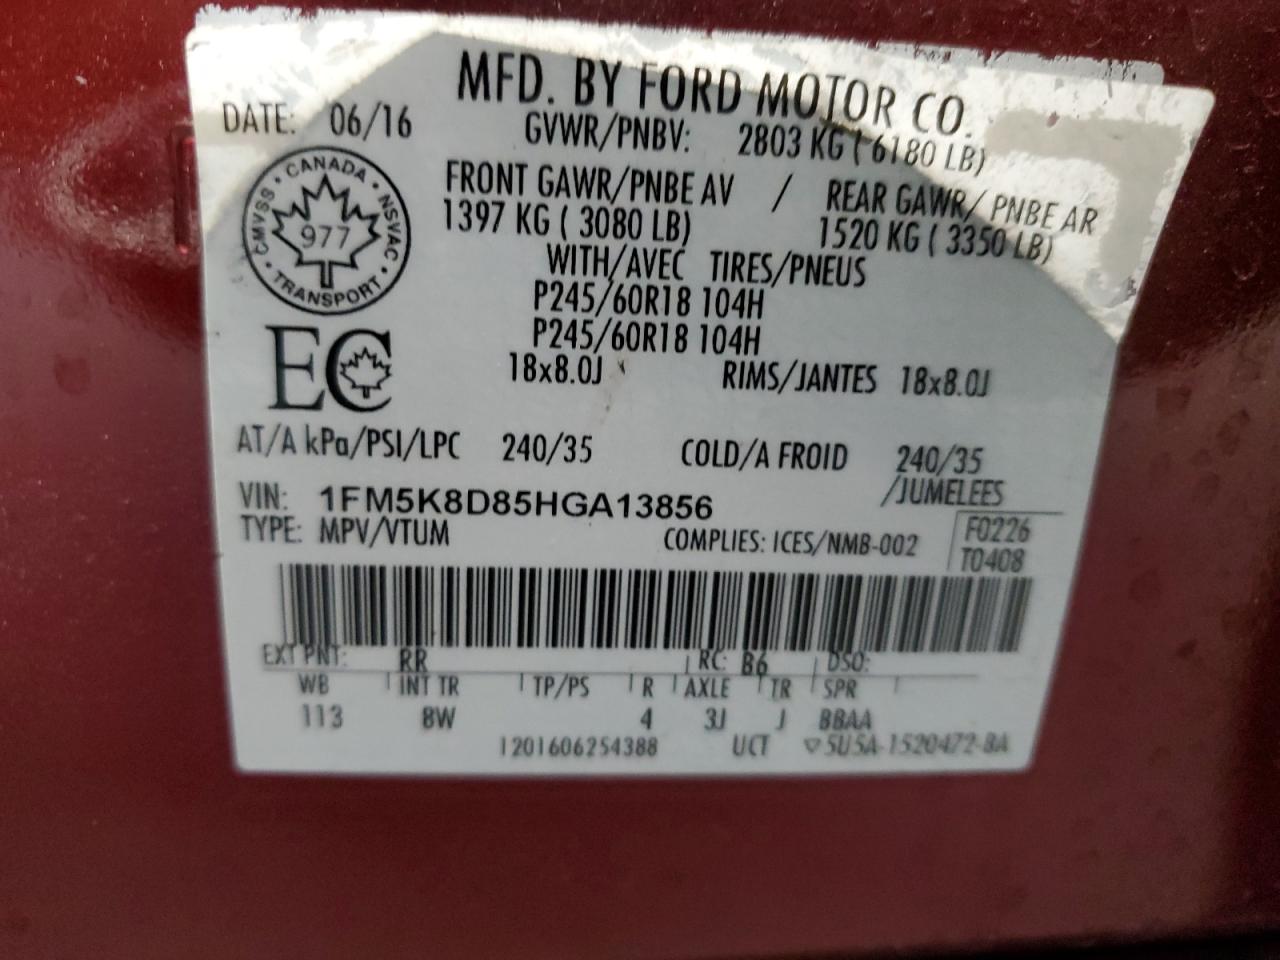 MFD. BY FORD MOTOR CO.
DATE: 06/16 GVWR/PNBV: 2803 KG ( 6180 LB)
FRONT GAWR/PNBE AV / REAR GAWR/ PNBE AR
1397 KG ( 3080 LB) 1520 KG ( 3350 LB)
CANADA • NSVAC • TRANSPORT • CMVSS •
977
WITH/AVEC TIRES/PNEUS
P245/60R18 104H
P245/60R18 104H
EC
18x8.0J RIMS/JANTES 18x8.0J
AT/A kPa/PSI/LPC 240/35 COLD/A FROID 240/35
/JUMELEES
VIN: 1FM5K8D85HGA13856
TYPE: MPV/VTUM COMPLIES: ICES/NMB-002
F0226
T0408
EXT PNT: RR RC: B6 DSO:
WB INT TR TP/PS R AXLE TR SPR
113 8W 4 3J J BBAA
1201606254388 UCT ▽5U5A-1520472-BA